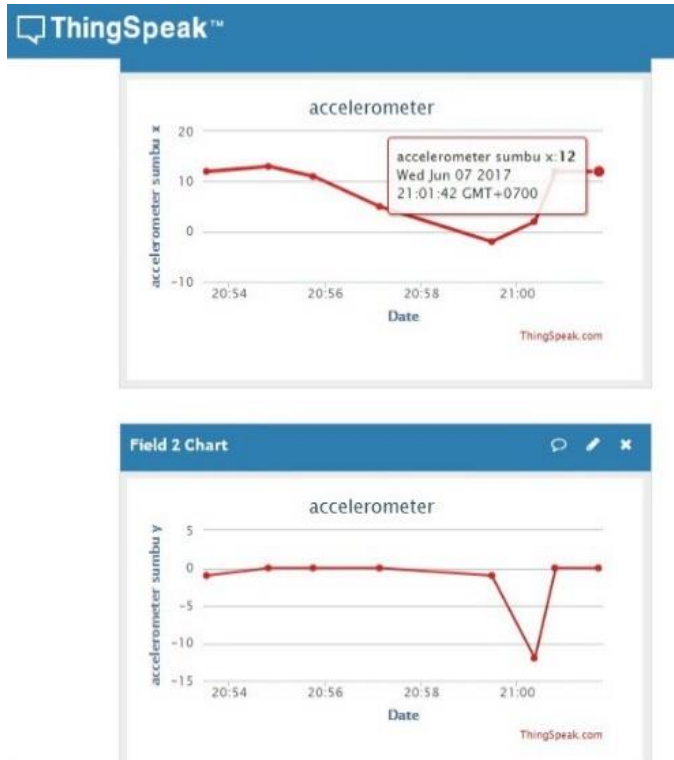 ThingSpeak™
accelerometer
accelerometer sumbu x
20
10
0
-10
accelerometer sumbu x:12
Wed Jun 07 2017
21:01:42 GMT+0700
20:54 20:56 20:58 21:00
Date
ThingSpeak.com
Field 2 Chart
accelerometer
accelerometer sumbu y
5
0
-5
-10
-15
20:54 20:56 20:58 21:00
Date
ThingSpeak.com